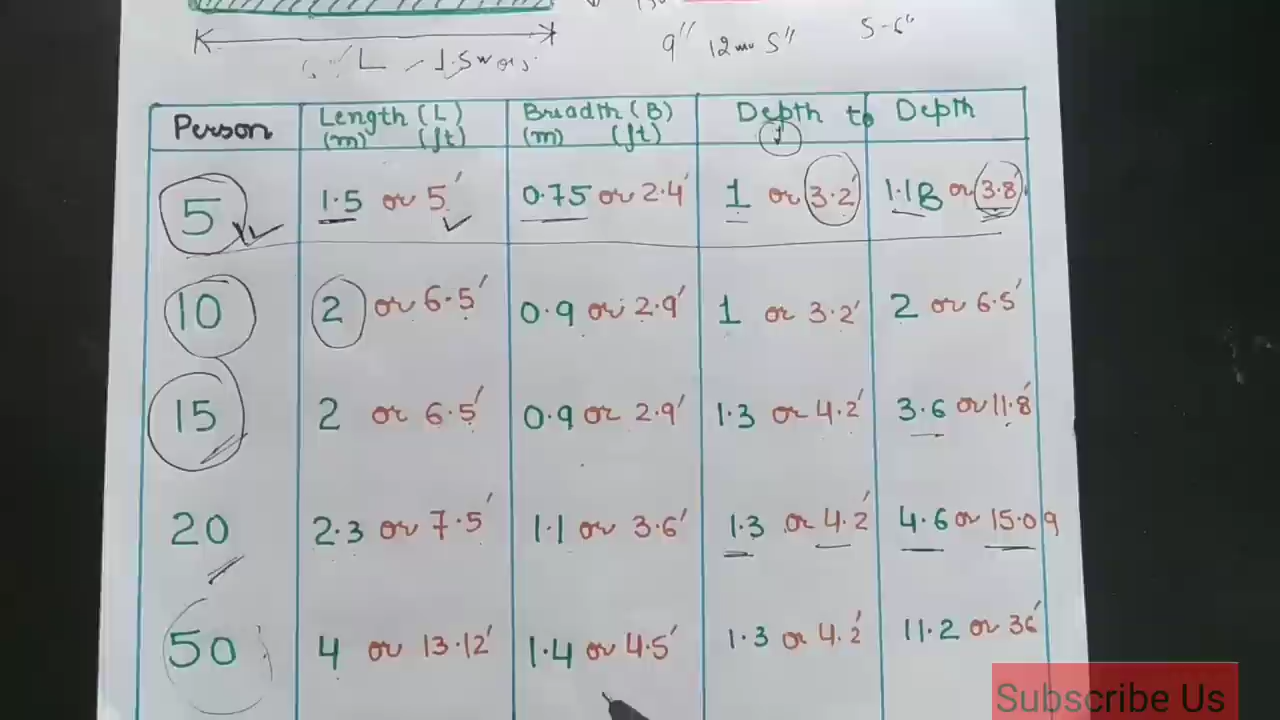 9" 12mm 5" 5-6"
L
Person Length (L) Breadth (B) Depth to Depth
(m) (ft) (m) (ft)
5 1.5 or 5' 0.75 or 2.4' 1 or 3.2' 1.18 or 3.8'
10 2 or 6.5' 0.9 or 2.9' 1 or 3.2' 2 or 6.5'
15 2 or 6.5' 0.9 or 2.9' 1.3 or 4.2' 3.6 or 11.8'
20 2.3 or 7.5' 1.1 or 3.6' 1.3 or 4.2' 4.6 or 15.09
50 4 or 13.12' 1.4 or 4.5' 1.3 or 4.2' 11.2 or 36'
Subscribe Us